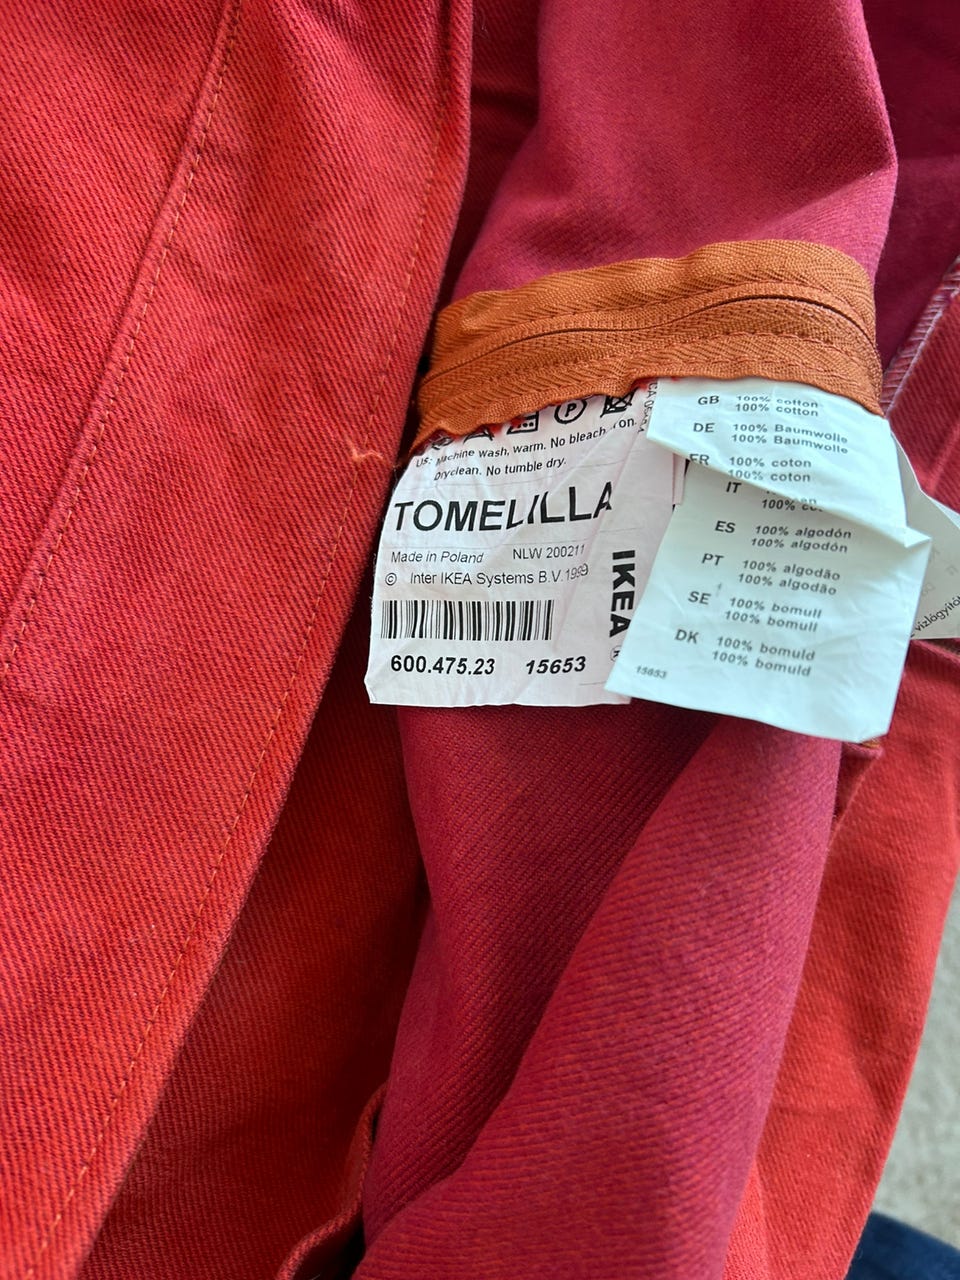 US: Machine wash, warm. No bleach. Iron.
Dryclean. No tumble dry.
TOMELILLA
Made in Poland NLW 200211
© Inter IKEA Systems B.V. 1999
IKEA
®
600.475.23 15653
GB 100% cotton
100% cotton
DE 100% Baumwolle
100% Baumwolle
FR 100% coton
100% coton
IT
100%
ES 100% algodón
100% algodón
PT 100% algodão
100% algodão
SE 100% bomull
100% bomull
DK 100% bomuld
100% bomuld
15653